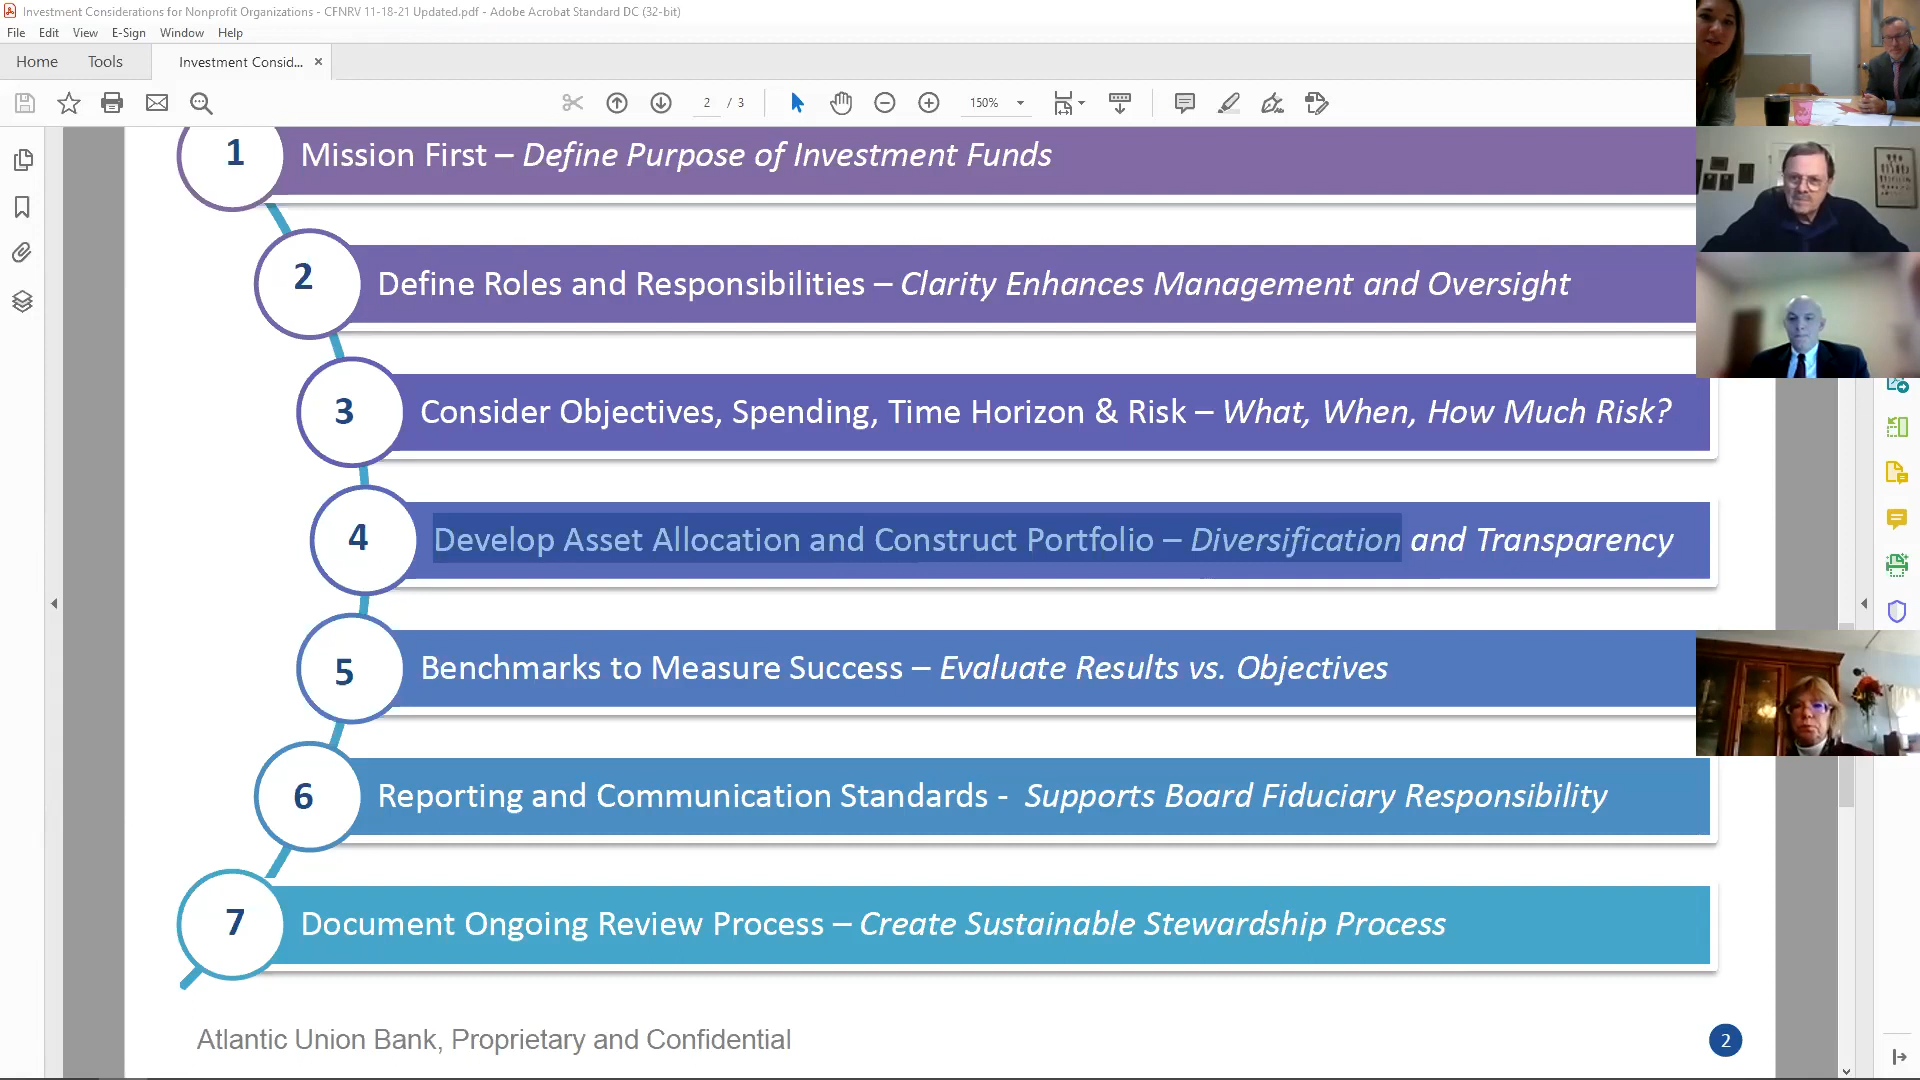 Investment Considerations for Nonprofit Organizations - CFNRV 11-18-21 Updated.pdf - Adobe Acrobat Standard DC (32-bit)
File Edit View E-Sign Window Help
Home Tools Investment Consid... ×
2 / 3 150%
1 Mission First – Define Purpose of Investment Funds
2 Define Roles and Responsibilities – Clarity Enhances Management and Oversight
3 Consider Objectives, Spending, Time Horizon & Risk – What, When, How Much Risk?
4 Develop Asset Allocation and Construct Portfolio – Diversification and Transparency
5 Benchmarks to Measure Success – Evaluate Results vs. Objectives
6 Reporting and Communication Standards - Supports Board Fiduciary Responsibility
7 Document Ongoing Review Process – Create Sustainable Stewardship Process
Atlantic Union Bank, Proprietary and Confidential
2